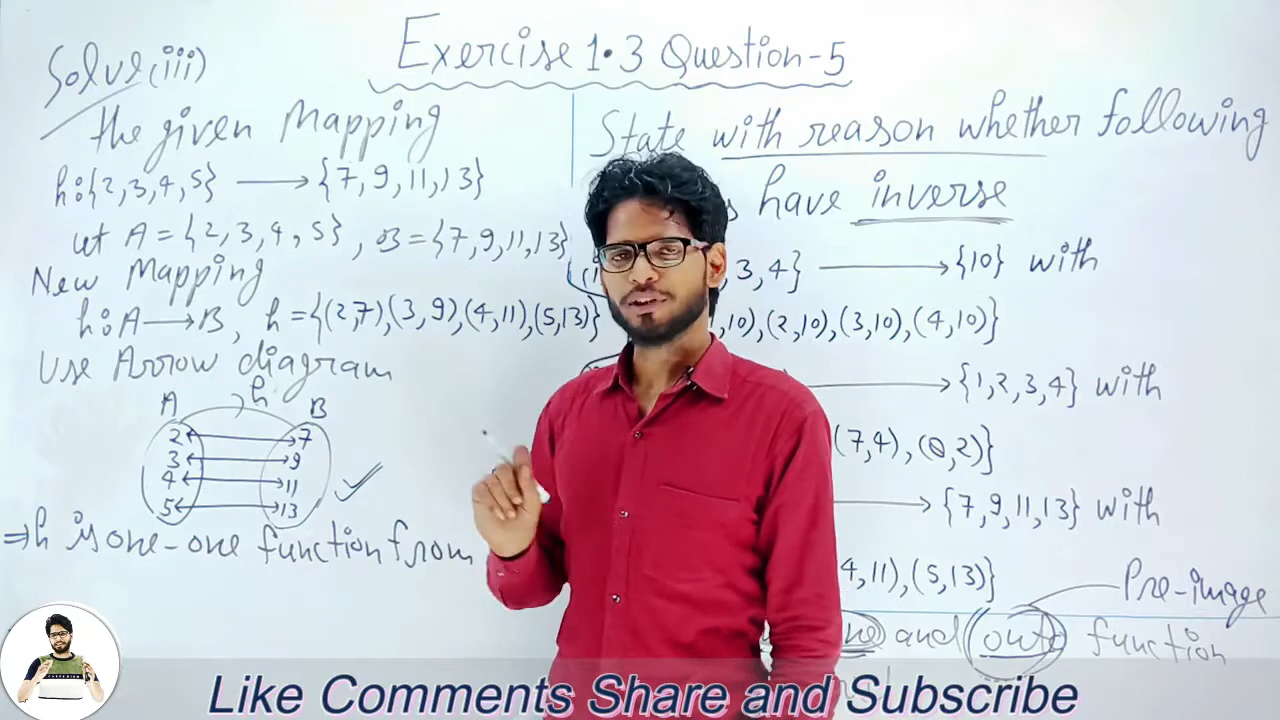 Exercise 1.3 Question-5
Solve(iii)
The given Mapping
h:{2,3,4,5} → {7,9,11,13}
Let A={2,3,4,5}, B={7,9,11,13}
New Mapping
h:A→B, h={(2,7),(3,9),(4,11),(5,13)}
Use Arrow diagram
h
A B
2 7
3 9
4 11
5 13
⇒h is one-one function from
State with reason whether following
have inverse
3,4} → {10} with
,10),(2,10),(3,10),(4,10)}
→ {1,2,3,4} with
(7,4),(8,2)}
→ {7,9,11,13} with
4,11),(5,13)}
Pre-image
and onto function
Like Comments Share and Subscribe